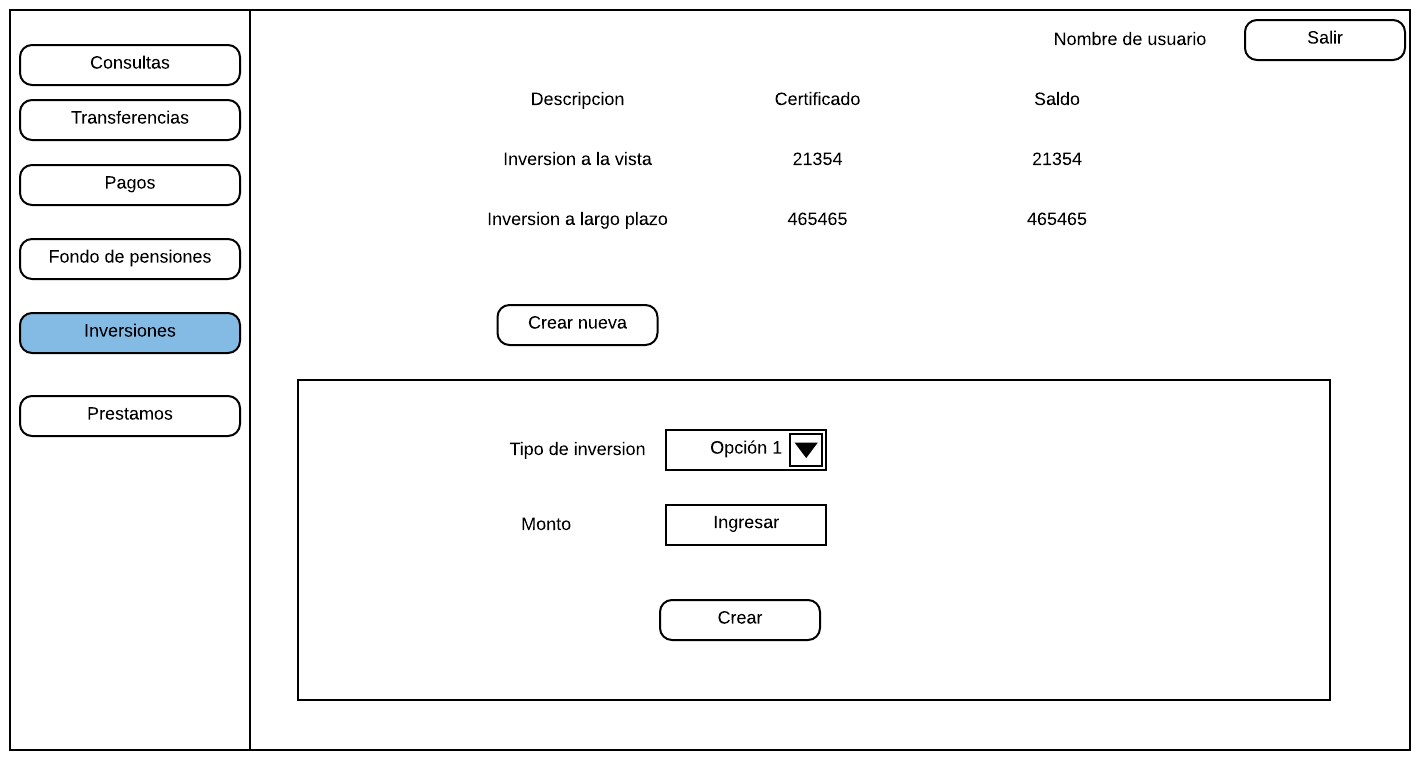 Nombre de usuario
Salir
Consultas
Transferencias
Pagos
Fondo de pensiones
Inversiones
Prestamos
Descripcion Certificado Saldo
Inversion a la vista 21354 21354
Inversion a largo plazo 465465 465465
Crear nueva
Tipo de inversion Opción 1
Monto Ingresar
Crear